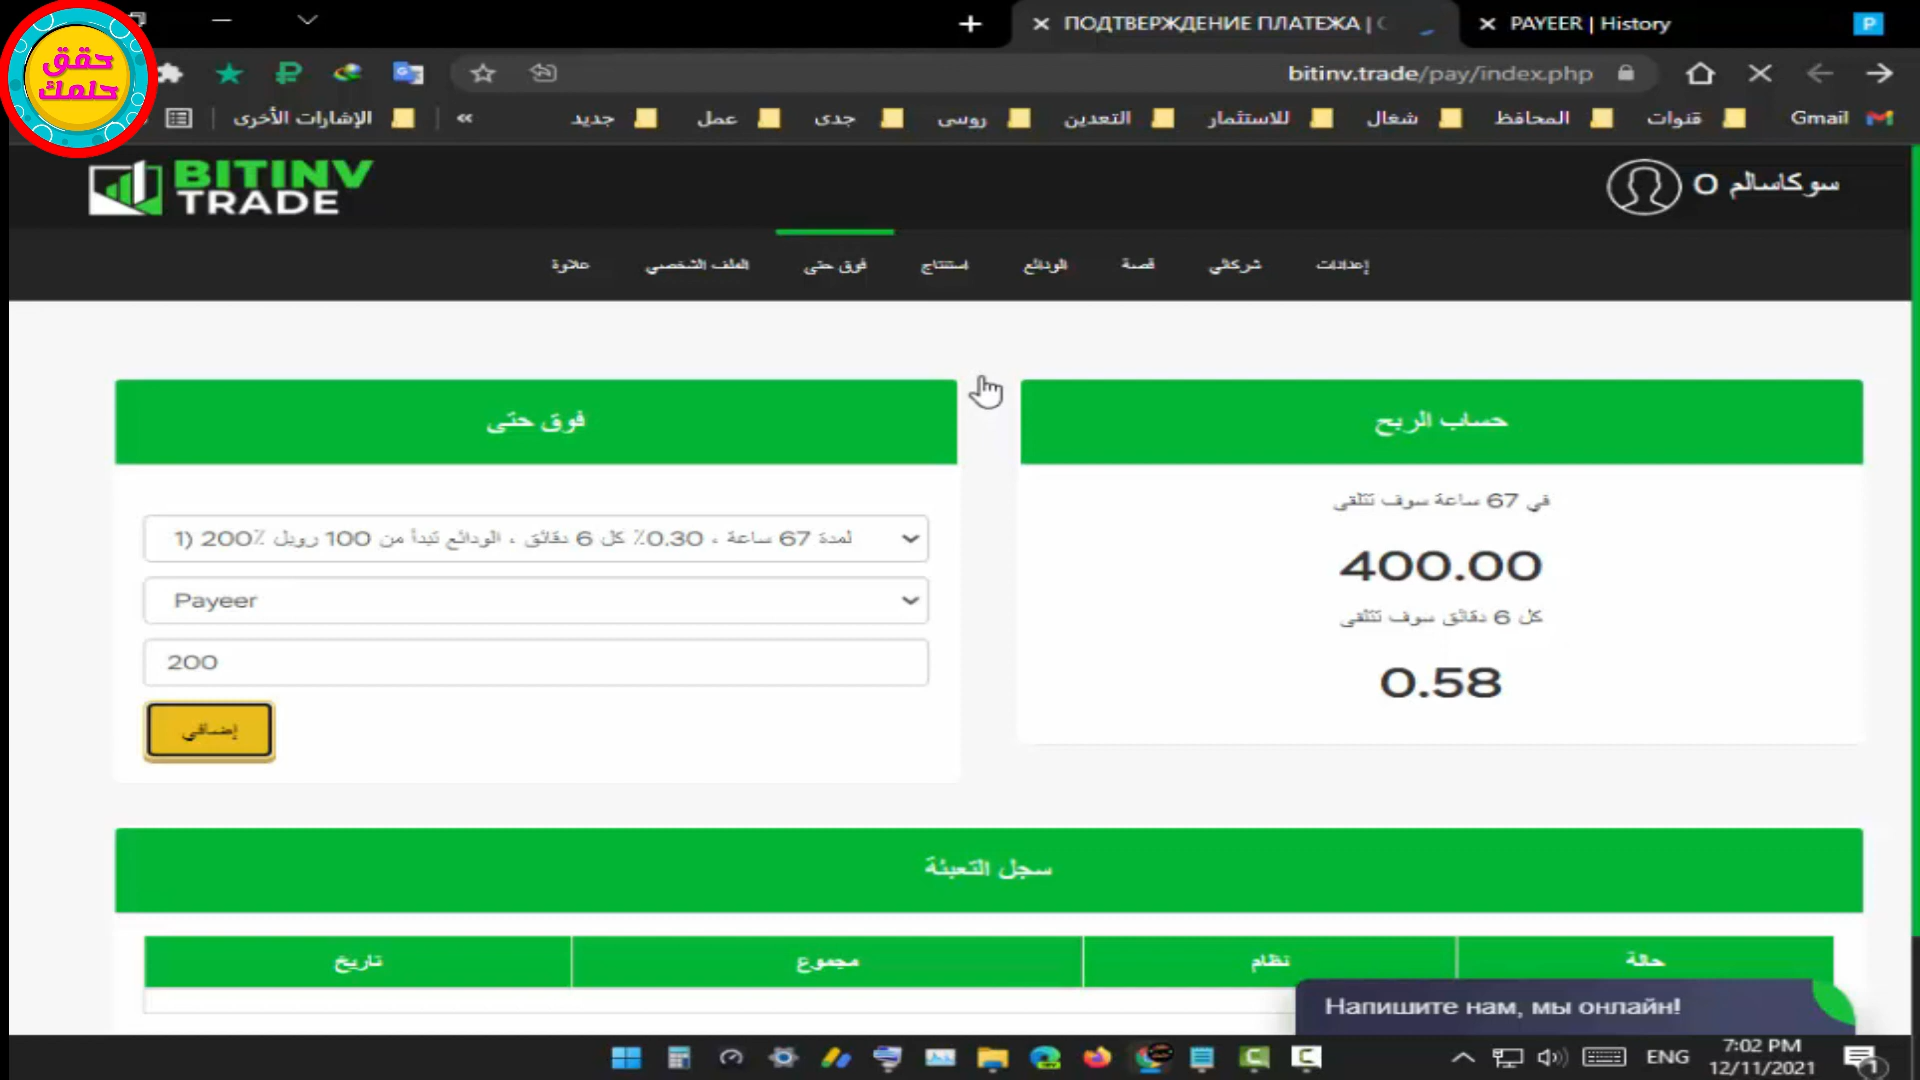 حقق
حلمك
ПОДТВЕРЖДЕНИЕ ПЛАТЕЖА |
PAYEER | History
bitinv.trade/pay/index.php
Gmail
قنوات
المحافظ
شغال
للاستثمار
التعدين
روسى
جدى
عمل
جديد
»
الإشارات الأخرى
BITINV
TRADE
سوكاسالم O
إعدادات
شركائي
قصة
الودائع
استنتاج
فوق حتى
الملف الشخصي
علاوة
فوق حتى
1) 200٪ لمدة 67 ساعة ، 0.30٪ كل 6 دقائق ، الودائع تبدأ من 100 روبل
Payeer
200
إضافي
حساب الربح
في 67 ساعة سوف تتلقى
400.00
كل 6 دقائق سوف تتلقى
0.58
سجل التعبئة
حالة
نظام
مجموع
تاريخ
Напишите нам, мы онлайн!
ENG
7:02 PM
12/11/2021
1